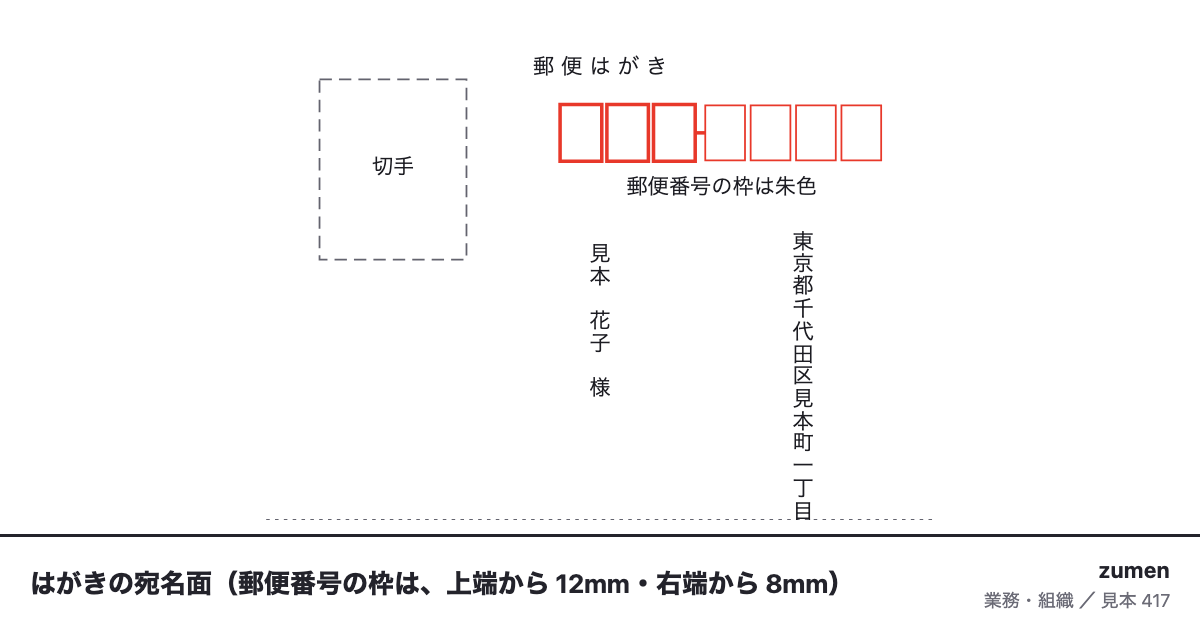 郵便はがき
切手
郵便番号の枠は朱色
東京都千代田区見本町一丁目
見本　花子　様
はがきの宛名面（郵便番号の枠は、上端から 12mm・右端から 8mm）
zumen
業務・組織 ／ 見本 417